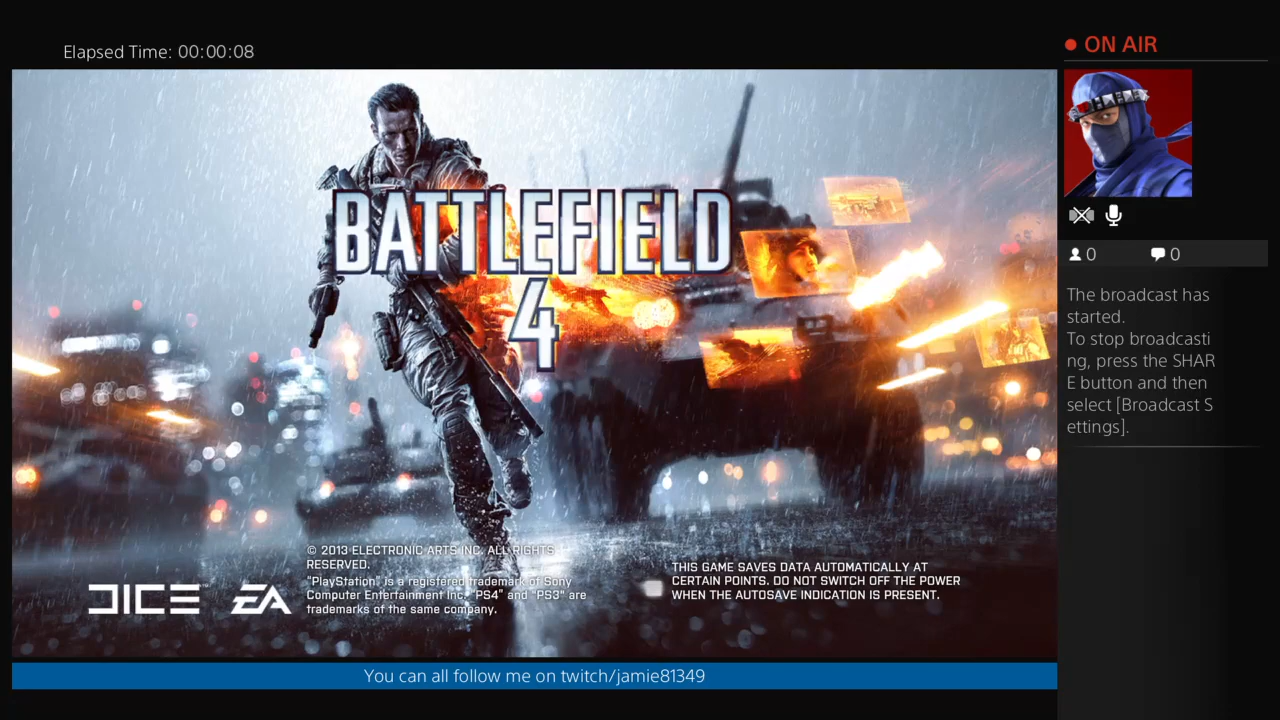 Elapsed Time: 00:00:08
ON AIR
BATTLEFIELD
4
0
0
The broadcast has
started.
To stop broadcasti
ng, press the SHAR
E button and then
select [Broadcast S
ettings].
DICE
EA
© 2013 ELECTRONIC ARTS INC. ALL RIGHTS
RESERVED.
"PlayStation" is a registered trademark of Sony
Computer Entertainment Inc. "PS4" and "PS3" are
trademarks of the same company.
THIS GAME SAVES DATA AUTOMATICALLY AT
CERTAIN POINTS. DO NOT SWITCH OFF THE POWER
WHEN THE AUTOSAVE INDICATION IS PRESENT.
You can all follow me on twitch/jamie81349